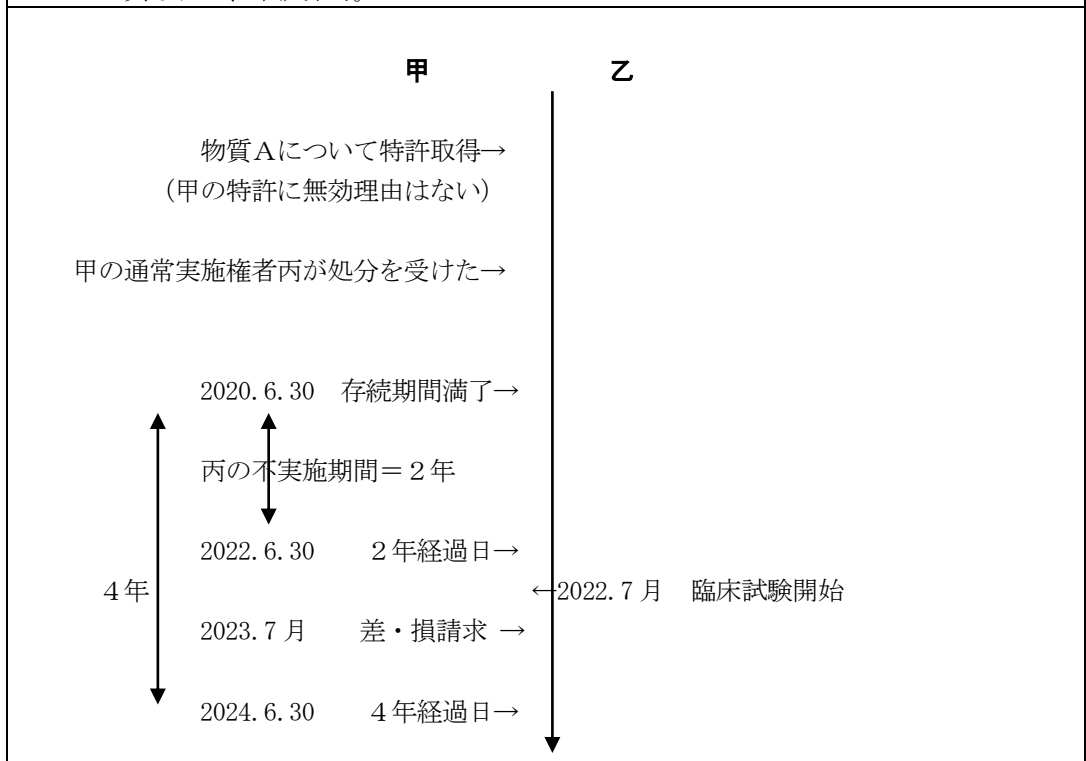 甲 乙
物質Aについて特許取得→
(甲の特許に無効理由はない)
甲の通常実施権者丙が処分を受けた→
2020.6.30 存続期間満了→
丙の不実施期間=2年
2022.6.30 2年経過日→
4年 ←2022.7月 臨床試験開始
2023.7月 差・損請求 →
2024.6.30 4年経過日→